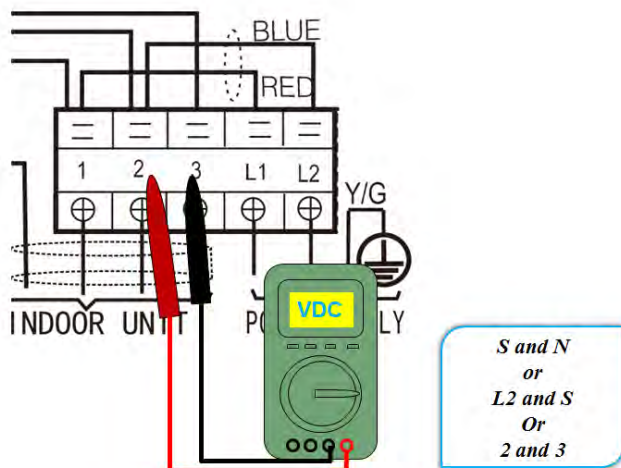 BLUE
RED
1 2 3 L1 L2
Y/G
VDC
INDOOR UNIT
S and N
or
L2 and S
Or
2 and 3